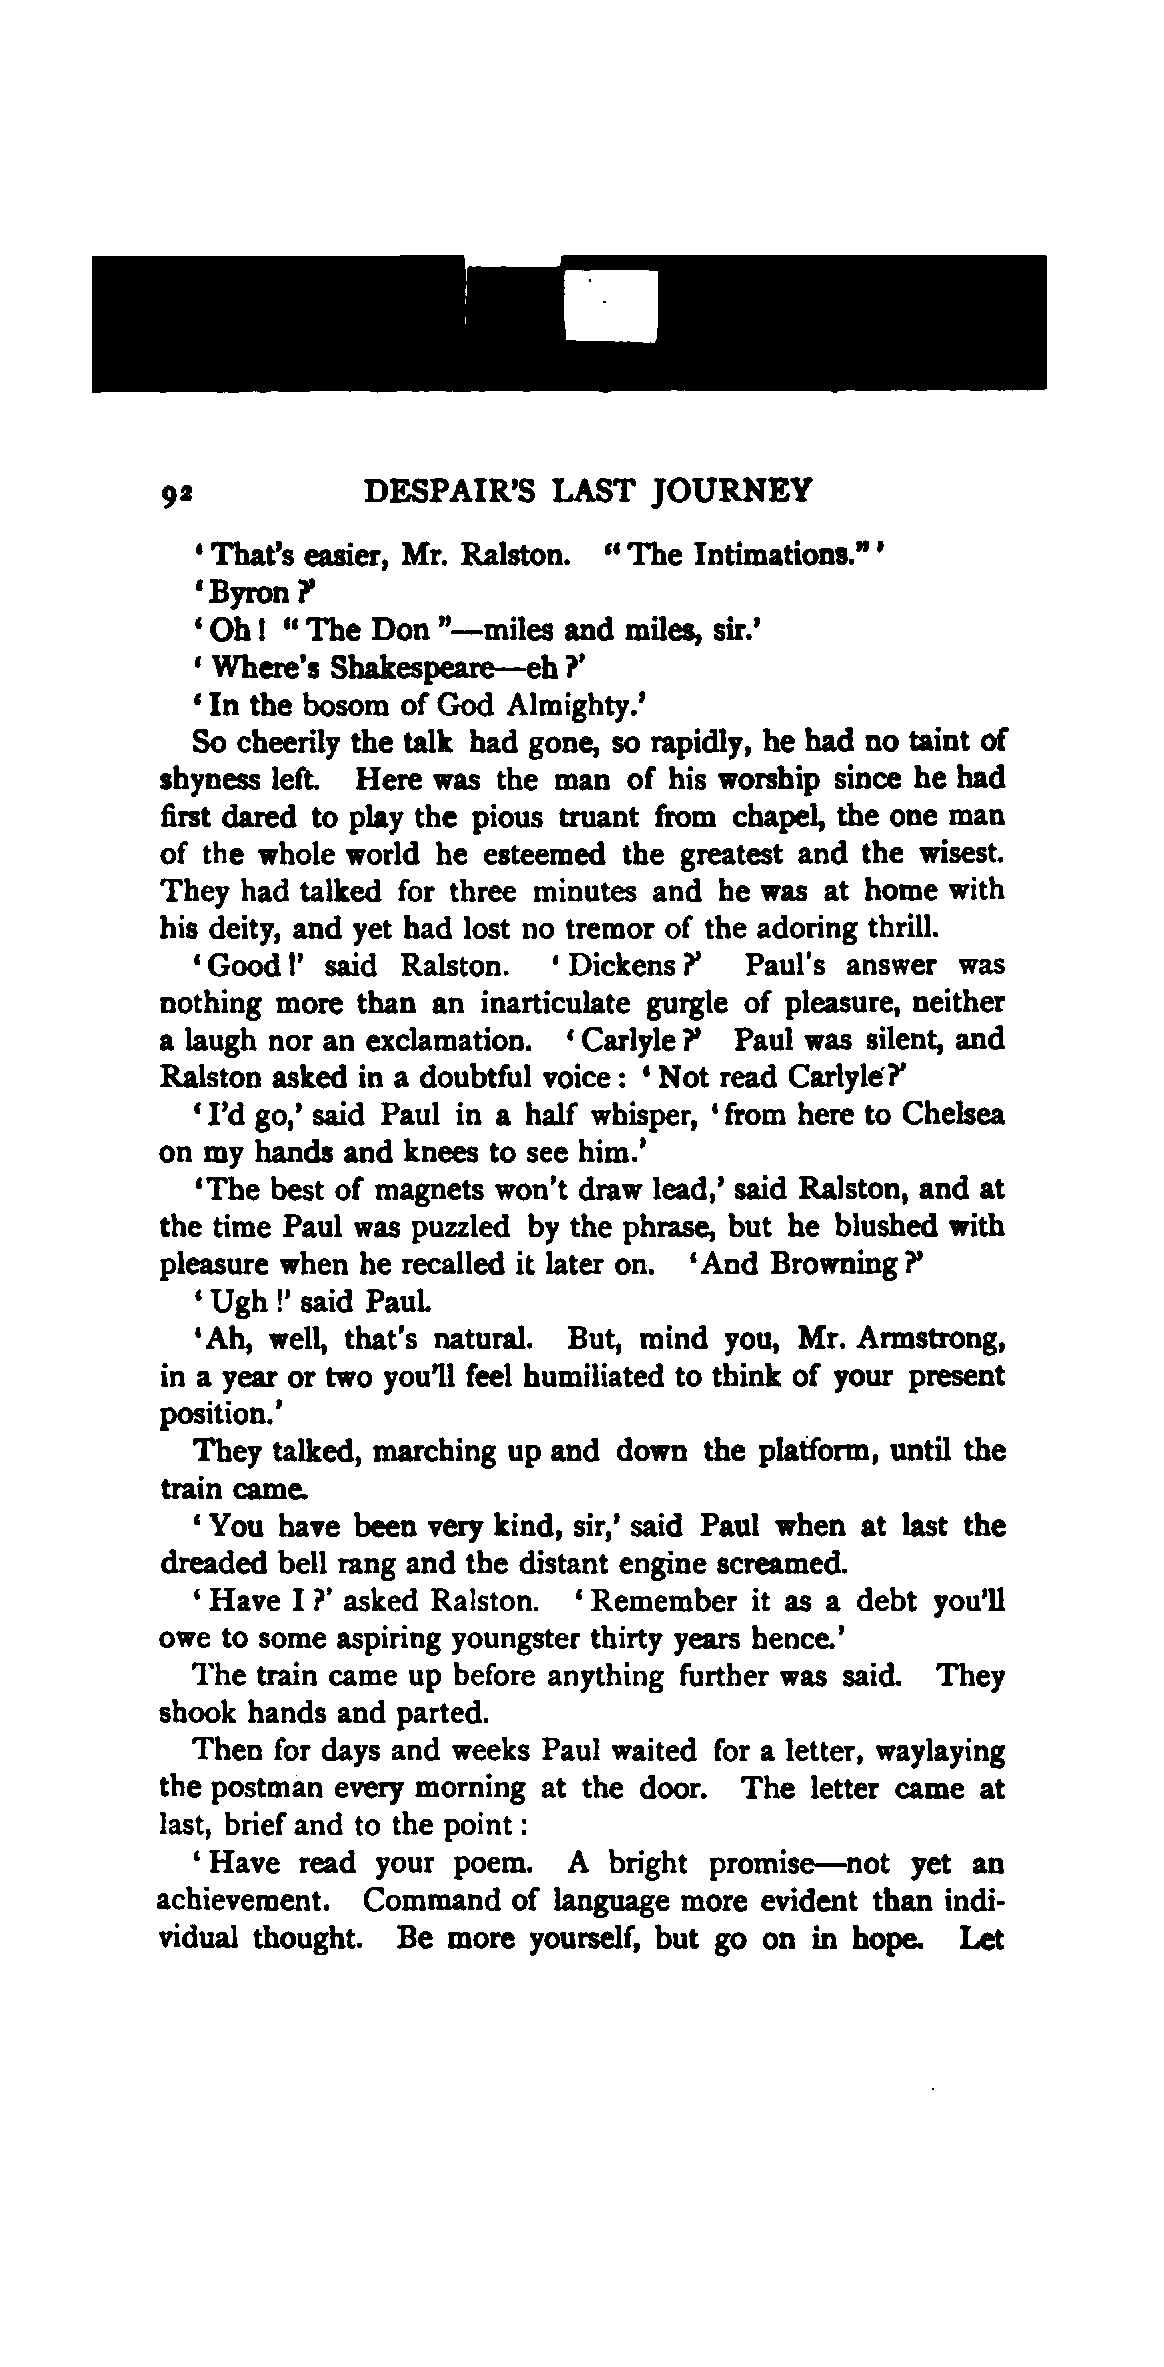 92 DESPAIR'S LAST JOURNEY
‘That's easier, Mr. Ralston. “The Intimations.”’
‘Byron?’
‘Oh! “The Don”—miles and miles, sir.’
‘Where's Shakespeare—eh?’
‘In the bosom of God Almighty.’
So cheerily the talk had gone, so rapidly, he had no taint of
shyness left. Here was the man of his worship since he had
first dared to play the pious truant from chapel, the one man
of the whole world he esteemed the greatest and the wisest.
They had talked for three minutes and he was at home with
his deity, and yet had lost no tremor of the adoring thrill.
‘Good!’ said Ralston. ‘Dickens?’ Paul's answer was
nothing more than an inarticulate gurgle of pleasure, neither
a laugh nor an exclamation. ‘Carlyle?’ Paul was silent, and
Ralston asked in a doubtful voice: ‘Not read Carlyle?’
‘I'd go,’ said Paul in a half whisper, ‘from here to Chelsea
on my hands and knees to see him.’
‘The best of magnets won't draw lead,’ said Ralston, and at
the time Paul was puzzled by the phrase, but he blushed with
pleasure when he recalled it later on. ‘And Browning?’
‘Ugh!’ said Paul.
‘Ah, well, that's natural. But, mind you, Mr. Armstrong,
in a year or two you'll feel humiliated to think of your present
position.’
They talked, marching up and down the platform, until the
train came.
‘You have been very kind, sir,’ said Paul when at last the
dreaded bell rang and the distant engine screamed.
‘Have I?’ asked Ralston. ‘Remember it as a debt you'll
owe to some aspiring youngster thirty years hence.’
The train came up before anything further was said. They
shook hands and parted.
Then for days and weeks Paul waited for a letter, waylaying
the postman every morning at the door. The letter came at
last, brief and to the point:
‘Have read your poem. A bright promise—not yet an
achievement. Command of language more evident than indi-
vidual thought. Be more yourself, but go on in hope. Let